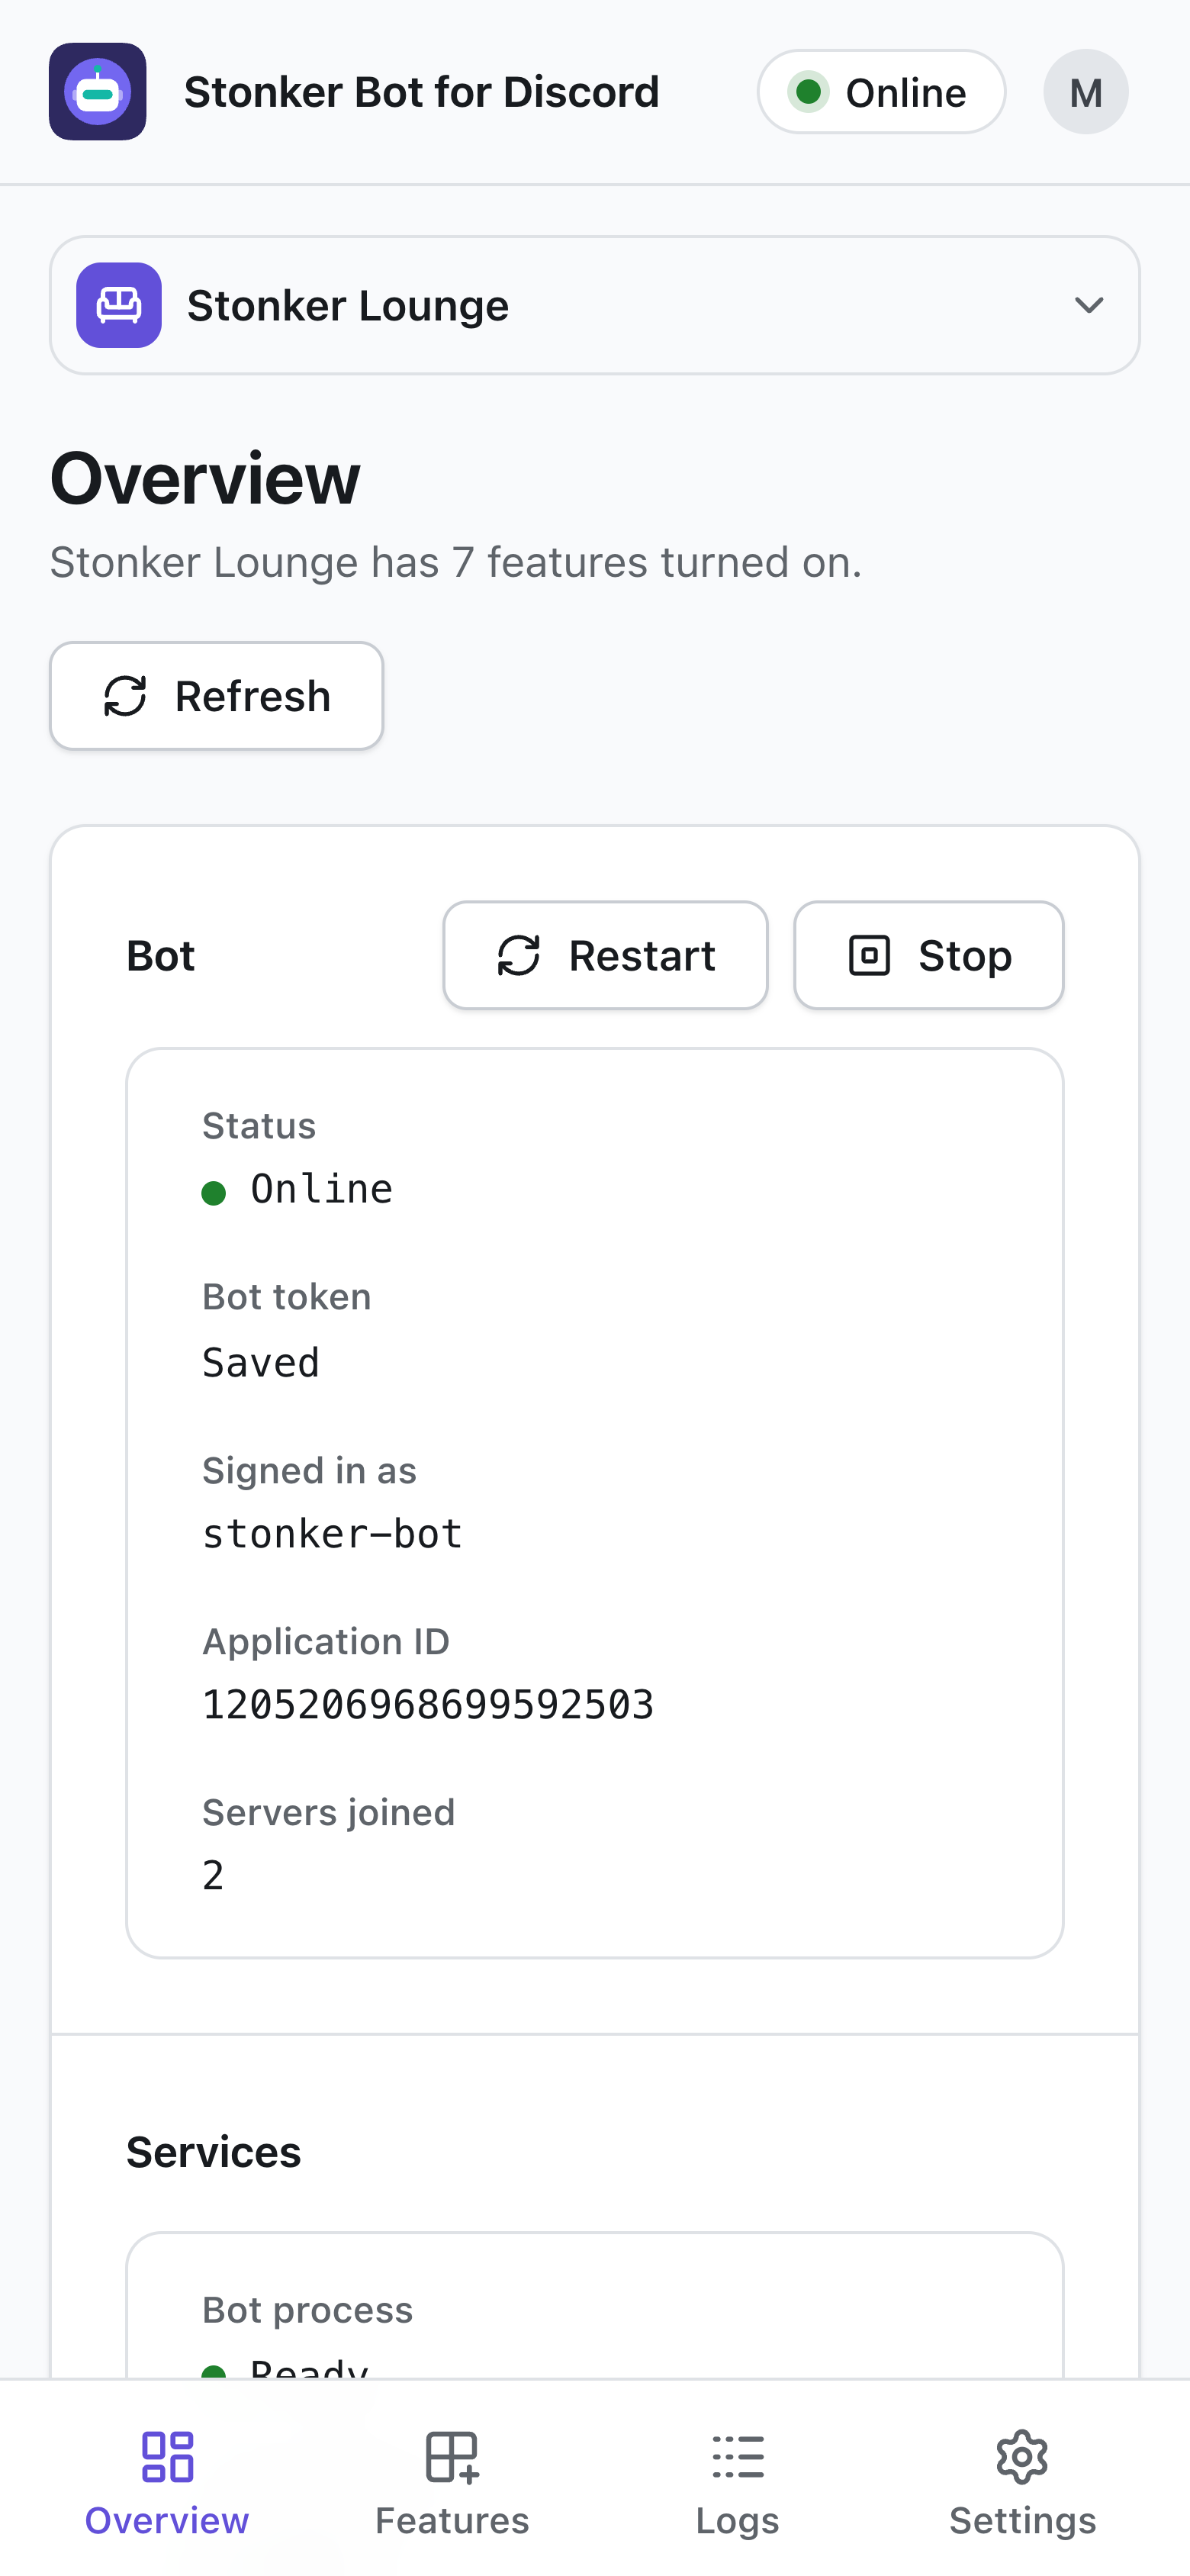 Stonker Bot for Discord
Online
M
Stonker Lounge
Overview
Stonker Lounge has 7 features turned on.
Refresh
Bot
Restart
Stop
Status
Online
Bot token
Saved
Signed in as
stonker-bot
Application ID
1205206968699592503
Servers joined
2
Services
Bot process
Ready
Overview
Features
Logs
Settings